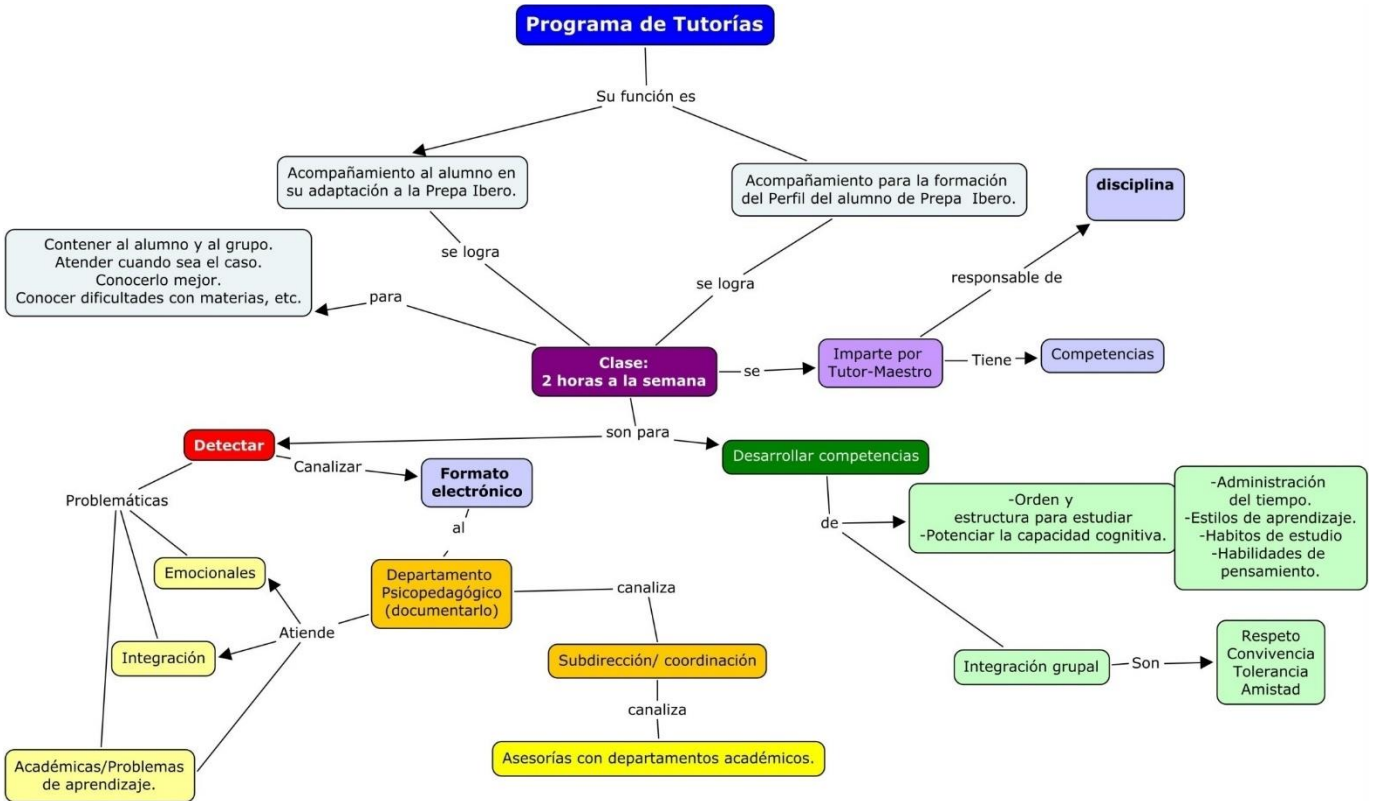 Programa de Tutorías
Su función es
Acompañamiento al alumno en
su adaptación a la Prepa Ibero.
Acompañamiento para la formación
del Perfil del alumno de Prepa Ibero.
disciplina
Contener al alumno y al grupo.
Atender cuando sea el caso.
Conocerlo mejor.
Conocer dificultades con materias, etc.
se logra
se logra
responsable de
para
Clase:
2 horas a la semana
se
Imparte por
Tutor-Maestro
Tiene
Competencias
son para
Detectar
Canalizar
Formato
electrónico
Desarrollar competencias
Problemáticas
al
de
-Orden y
estructura para estudiar
-Potenciar la capacidad cognitiva.
-Administración
del tiempo.
-Estilos de aprendizaje.
-Habitos de estudio
-Habilidades de
pensamiento.
Emocionales
Departamento
Psicopedagógico
(documentarlo)
canaliza
Atiende
Integración
Subdirección/ coordinación
Integración grupal
Son
Respeto
Convivencia
Tolerancia
Amistad
canaliza
Académicas/Problemas
de aprendizaje.
Asesorías con departamentos académicos.